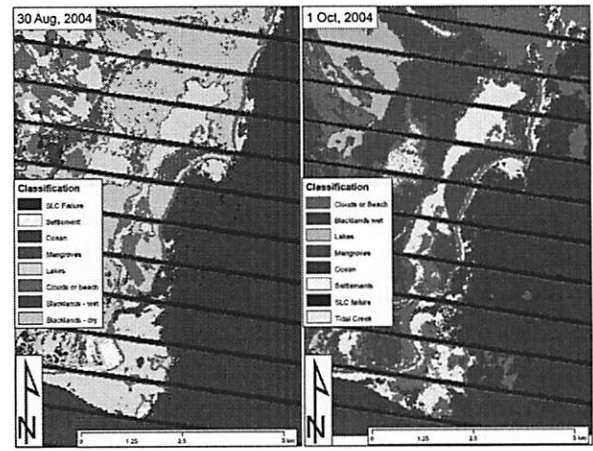 30 Aug, 2004
Classification
SLC Failure
Settlement
Ocean
Mangroves
Lakes
Clouds or beach
Blacklands - wet
Blacklands - dry
N
0 1.25 2.5 5 km
1 Oct, 2004
Classification
Clouds or Beach
Blacklands wet
Lakes
Mangroves
Ocean
Settlements
SLC failure
Tidal Creek
N
0 1.25 2.5 5 km